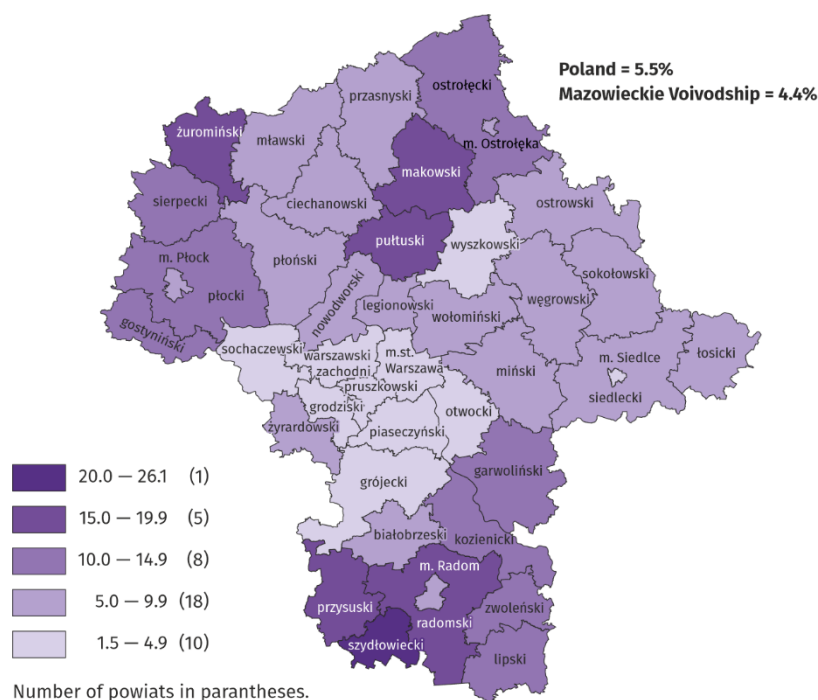 Poland = 5.5%
Mazowieckie Voivodship = 4.4%
ostrołęcki
przasnyski
żuromiński
mławski
m. Ostrołęka
makowski
sierpecki
ciechanowski
ostrowski
pułtuski
wyszkowski
m. Płock
płoński
sokołowski
płocki
nowodworski
legionowski
węgrowski
wołomiński
gostyniński
sochaczewski
warszawski
zachodni
m.st.
Warszawa
m. Siedlce
łosicki
miński
pruszkowski
siedlecki
grodziski
otwocki
żyrardowski
piaseczyński
garwoliński
grójecki
białobrzeski
kozienicki
m. Radom
przysuski
zwoleński
radomski
szydłowiecki
lipski
20.0 — 26.1 (1)
15.0 — 19.9 (5)
10.0 — 14.9 (8)
5.0 — 9.9 (18)
1.5 — 4.9 (10)
Number of powiats in parantheses.